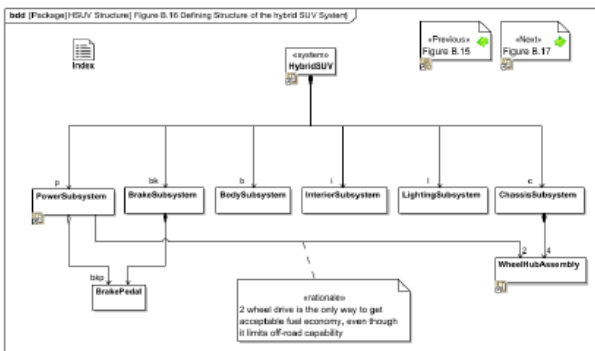 bdd [Package] HSUV Structure[ Figure B.16 Defining Structure of the hybrid SUV System]
Index
«system»
HybridSUV
«Previous»
Figure B.15
«Next»
Figure B.17
p
bk
b
i
l
c
PowerSubsystem
BrakeSubsystem
BodySubsystem
InteriorSubsystem
LightingSubsystem
ChassisSubsystem
2
4
bkp
BrakePedal
WheelHubAssembly
«rationale»
2 wheel drive is the only way to get
acceptable fuel economy, even though
it limits off-road capability